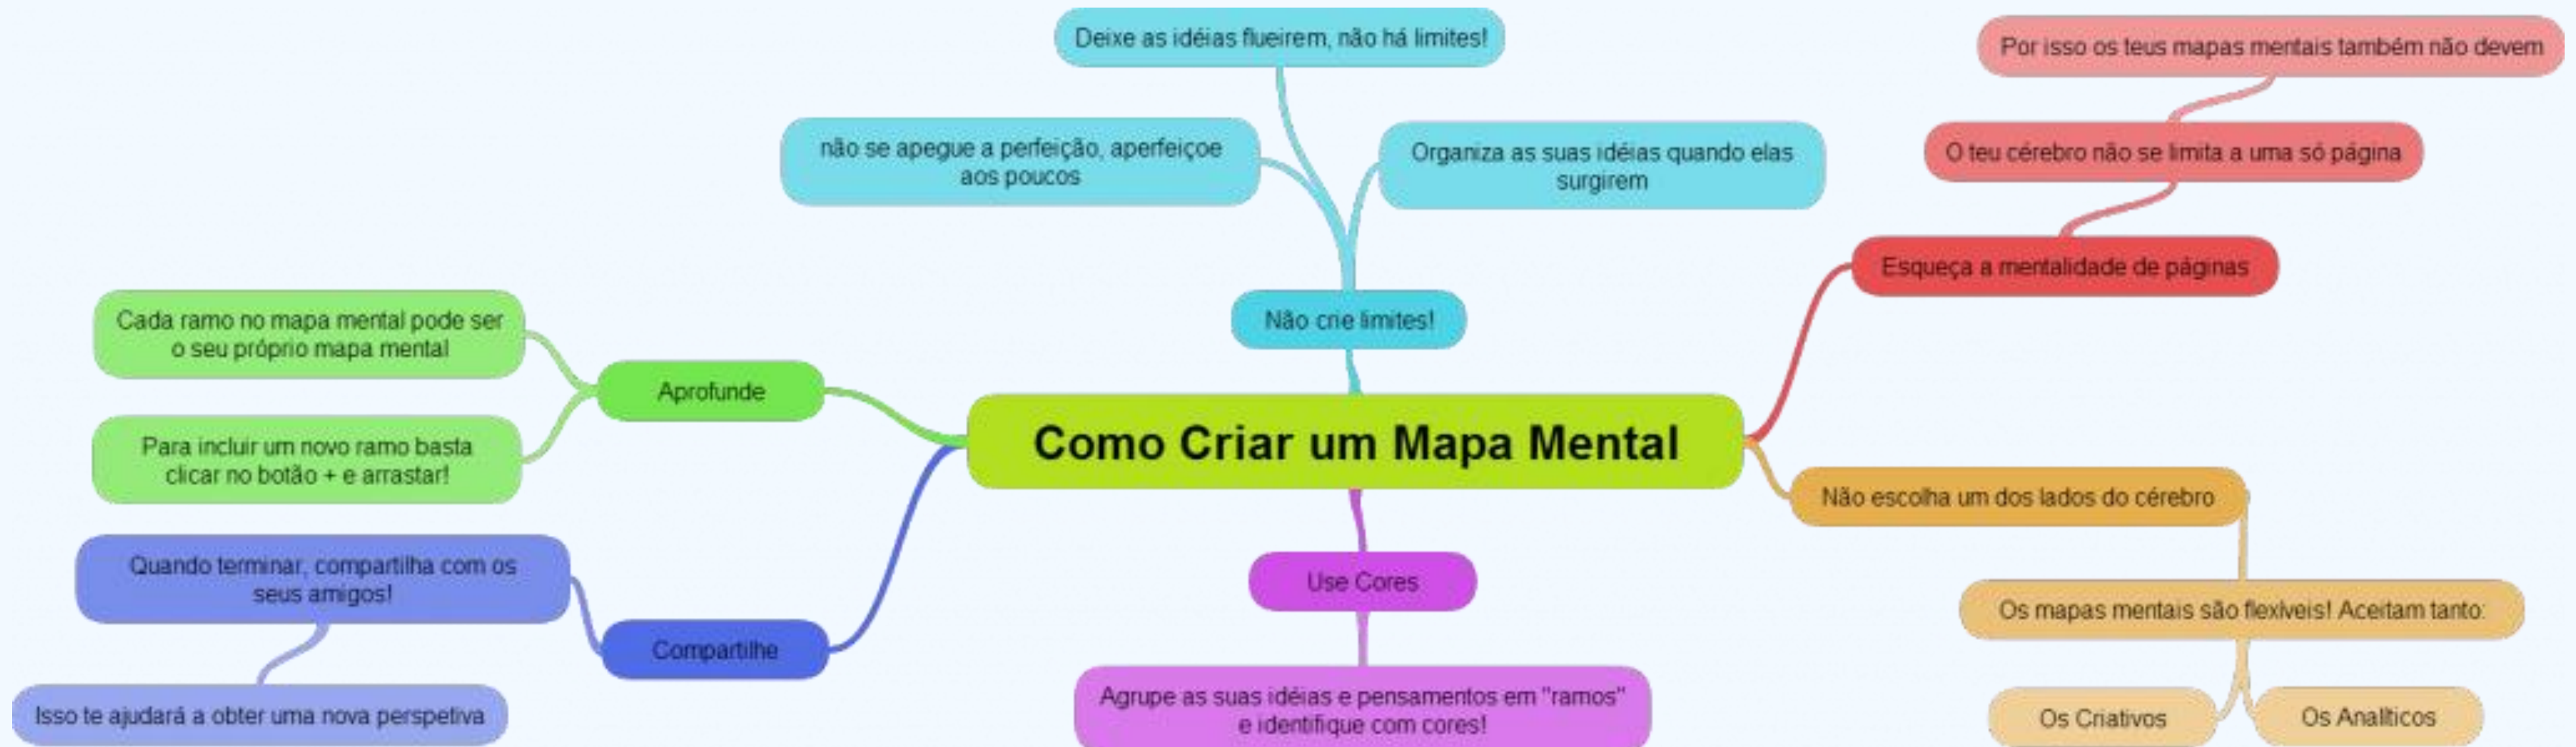 Deixe as idéias flueirem, não há limites!
não se apegue a perfeição, aperfeiçoe
aos poucos
Organiza as suas idéias quando elas
surgirem
Não crie limites!
Por isso os teus mapas mentais também não devem
O teu cérebro não se limita a uma só página
Esqueça a mentalidade de páginas
Cada ramo no mapa mental pode ser
o seu próprio mapa mental
Aprofunde
Para incluir um novo ramo basta
clicar no botão + e arrastar!
Como Criar um Mapa Mental
Não escolha um dos lados do cérebro
Os mapas mentais são flexíveis! Aceitam tanto:
Os Criativos
Os Analíticos
Quando terminar, compartilha com os
seus amigos!
Compartilhe
Isso te ajudará a obter uma nova perspetiva
Use Cores
Agrupe as suas idéias e pensamentos em "ramos"
e identifique com cores!